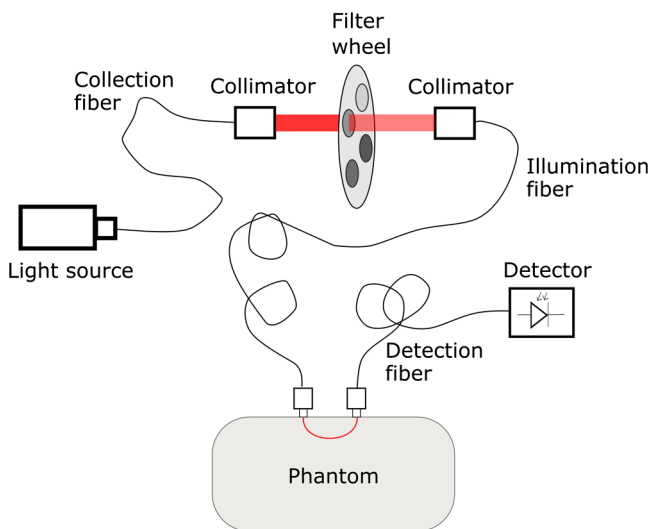 Filter
wheel
Collection
fiber
Collimator
Collimator
Illumination
fiber
Light source
Detector
Detection
fiber
Phantom